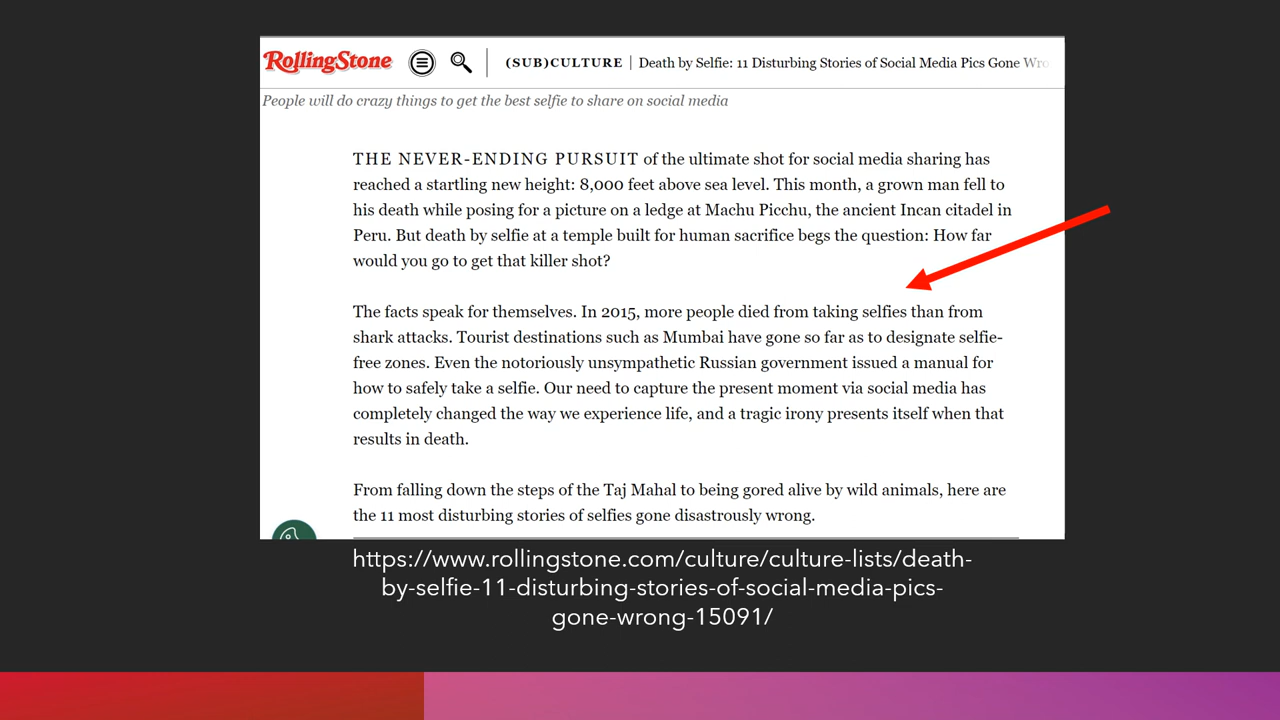 RollingStone (SUB)CULTURE | Death by Selfie: 11 Disturbing Stories of Social Media Pics Gone Wro
People will do crazy things to get the best selfie to share on social media
THE NEVER-ENDING PURSUIT of the ultimate shot for social media sharing has
reached a startling new height: 8,000 feet above sea level. This month, a grown man fell to
his death while posing for a picture on a ledge at Machu Picchu, the ancient Incan citadel in
Peru. But death by selfie at a temple built for human sacrifice begs the question: How far
would you go to get that killer shot?
The facts speak for themselves. In 2015, more people died from taking selfies than from
shark attacks. Tourist destinations such as Mumbai have gone so far as to designate selfie-
free zones. Even the notoriously unsympathetic Russian government issued a manual for
how to safely take a selfie. Our need to capture the present moment via social media has
completely changed the way we experience life, and a tragic irony presents itself when that
results in death.
From falling down the steps of the Taj Mahal to being gored alive by wild animals, here are
the 11 most disturbing stories of selfies gone disastrously wrong.
https://www.rollingstone.com/culture/culture-lists/death-
by-selfie-11-disturbing-stories-of-social-media-pics-
gone-wrong-15091/